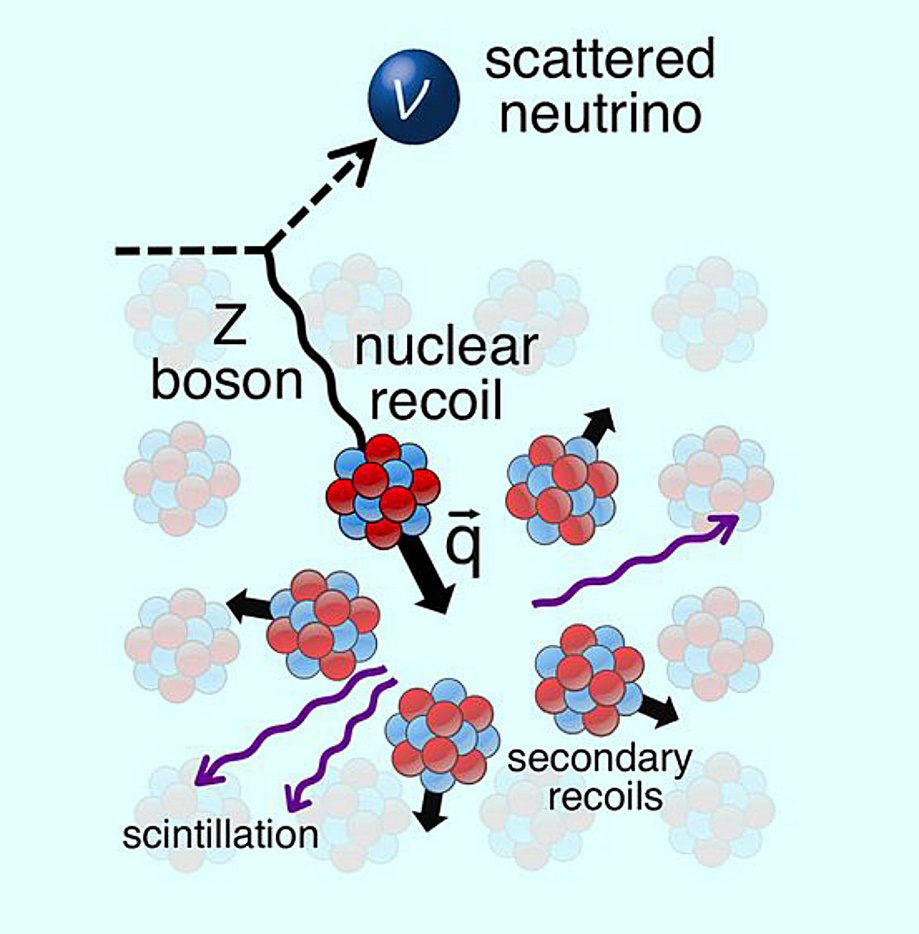 scattered
neutrino
ν
Z
boson
nuclear
recoil
q⃗
secondary
recoils
scintillation